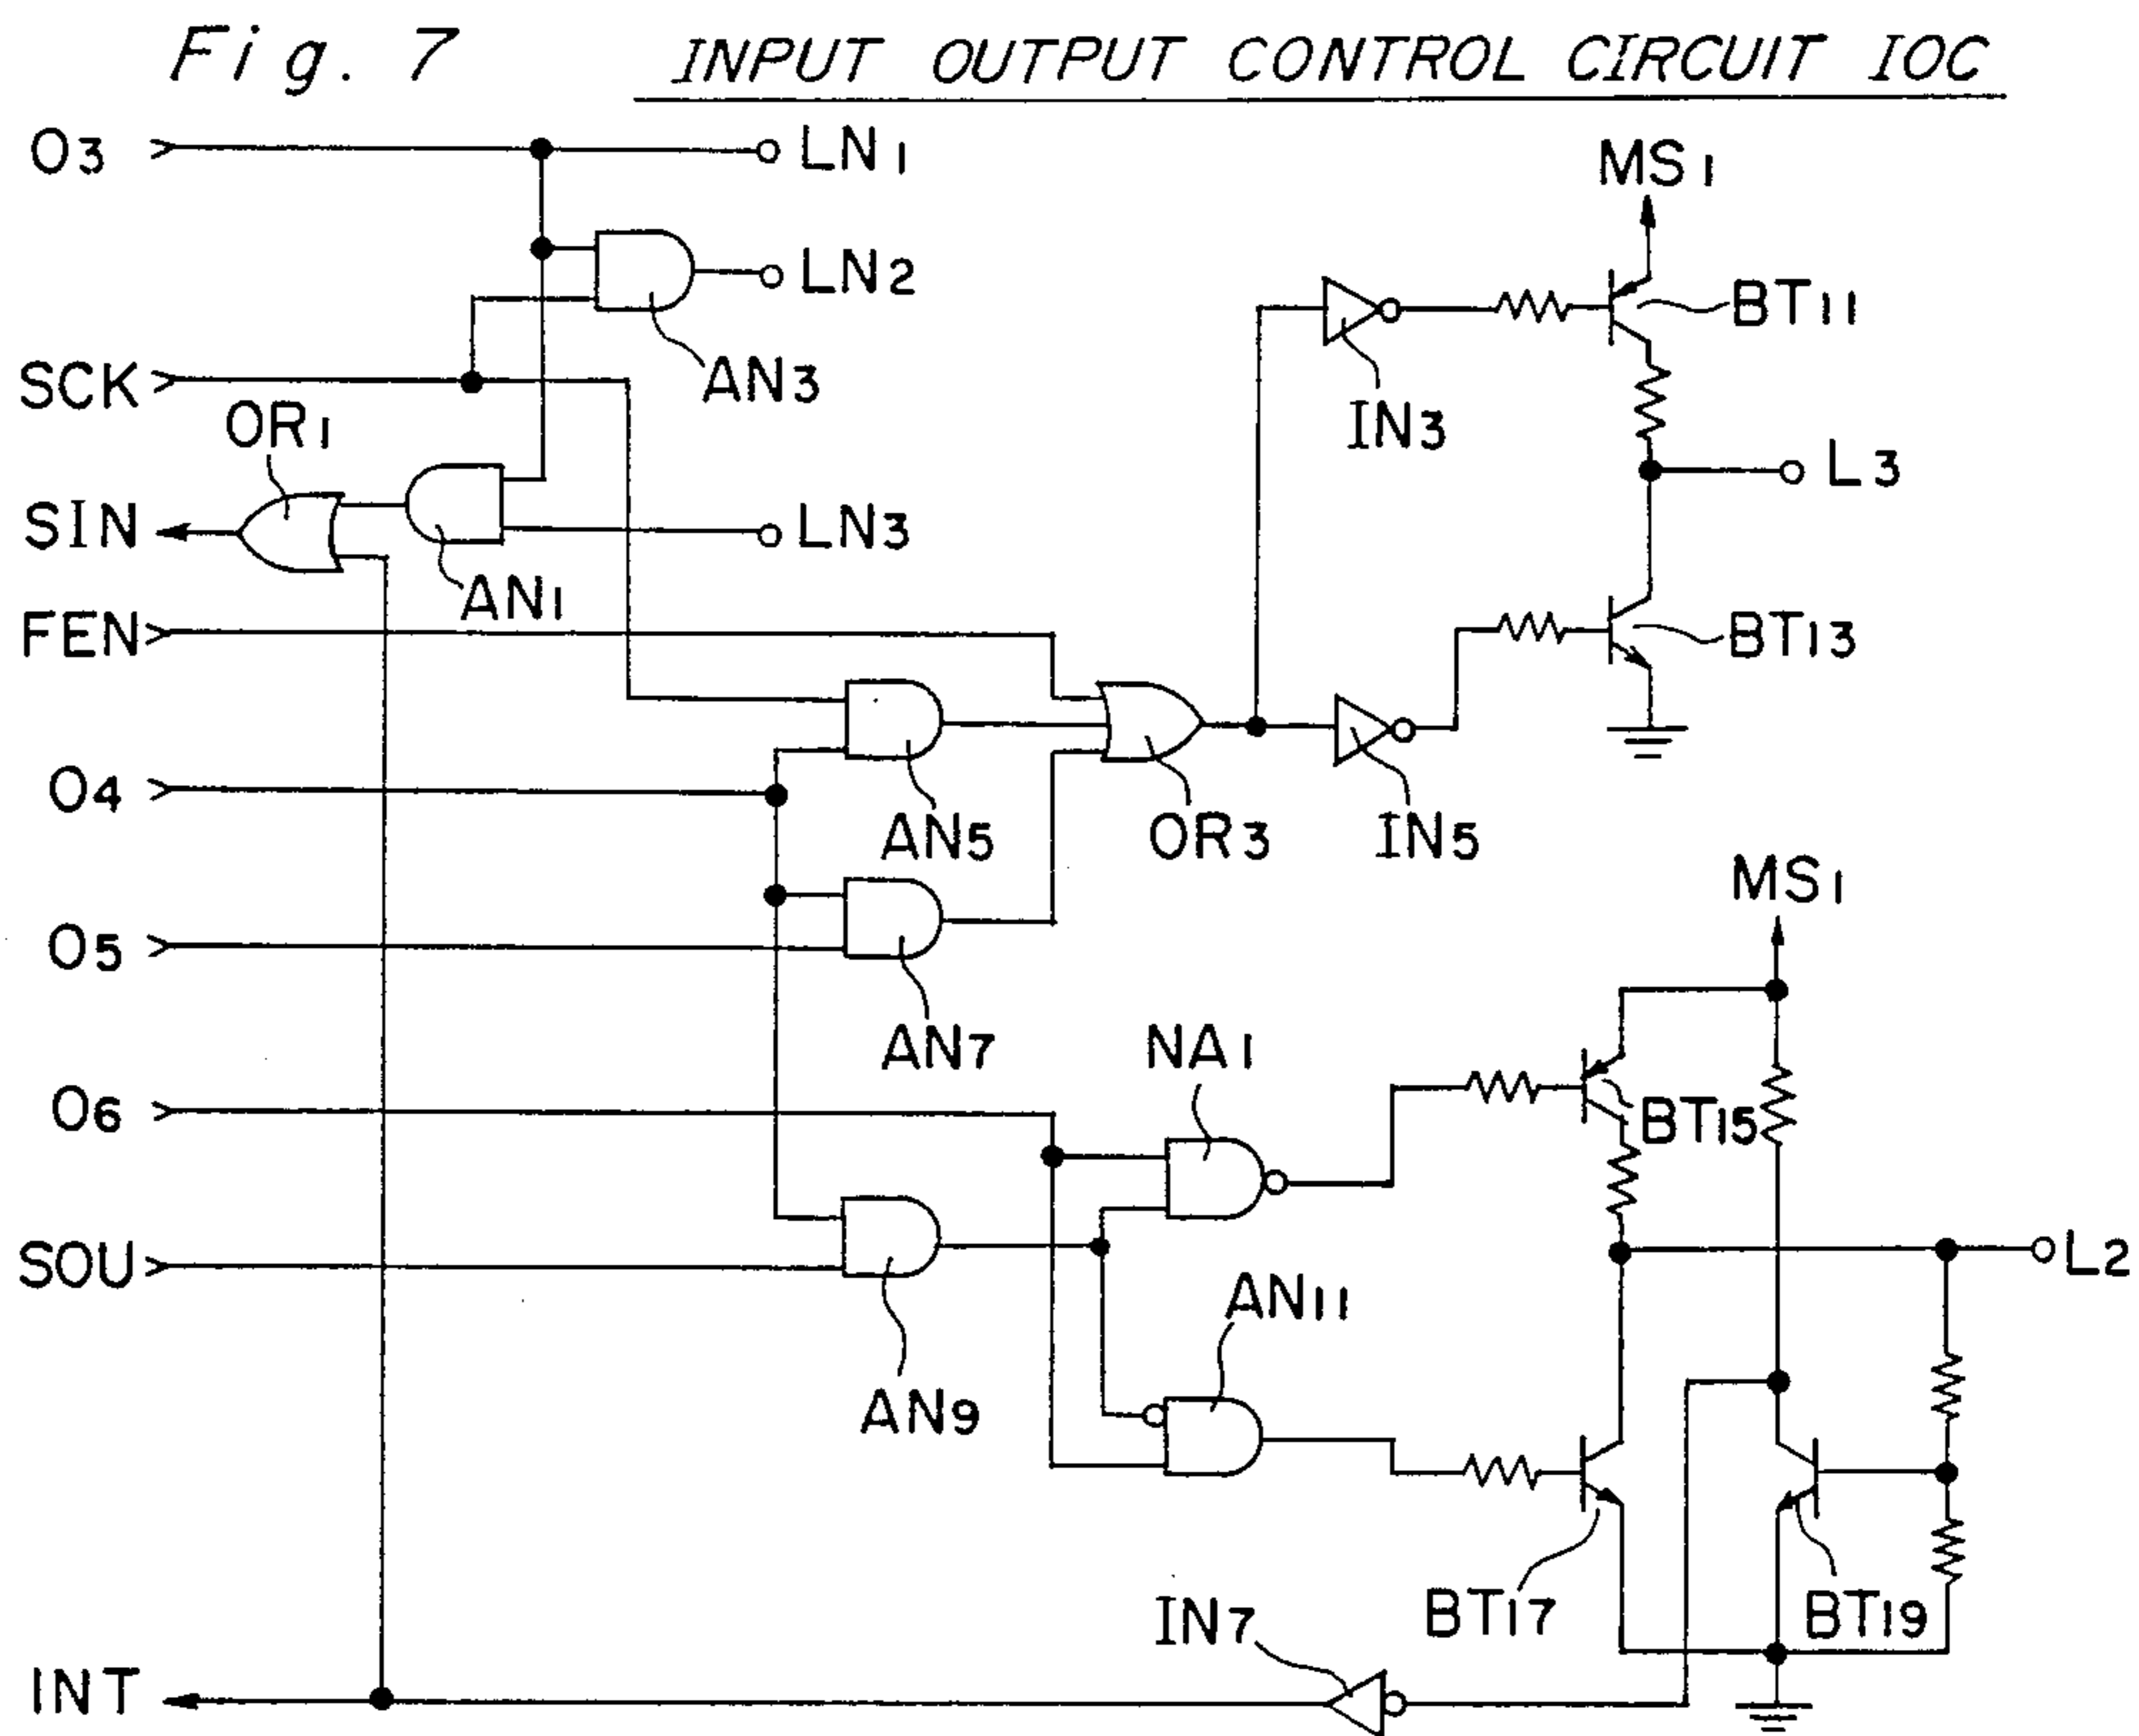 Fig. 7 INPUT OUTPUT CONTROL CIRCUIT IOC
O3
LN1
MS1
LN2
BT11
SCK
AN3
OR1
IN3
L3
SIN
LN3
AN1
FEN
BT13
O4
AN5
OR3
IN5
MS1
O5
AN7
NA1
O6
BT15
SOU
L2
AN11
AN9
BT17
BT19
IN7
INT